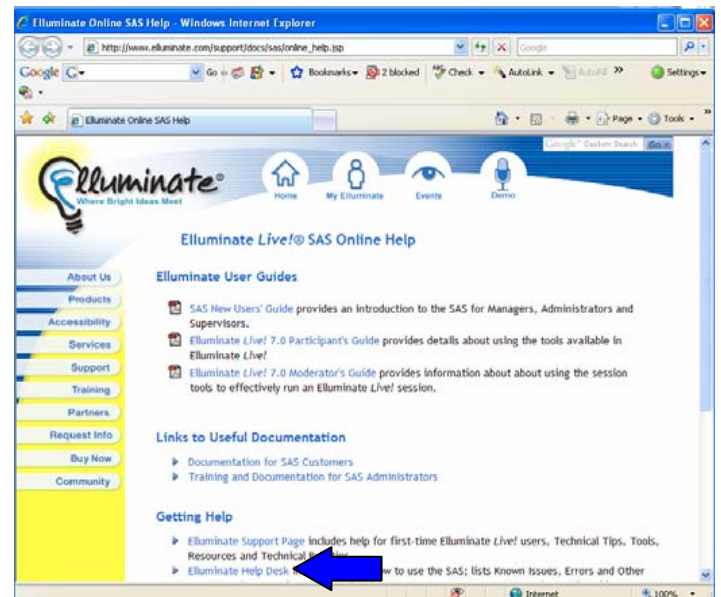 Elluminate Online SAS Help - Windows Internet Explorer
http://www.elluminate.com/support/docs/sas/online_help.jsp
Google
Google G Go Bookmarks 2 blocked Check AutoLink AutoFill Settings
Elluminate Online SAS Help Page Tools
Google™ Custom Search Go
Elluminate®
Where Bright Ideas Meet
Home My Elluminate Events Demo
Elluminate Live!® SAS Online Help
About Us
Products
Accessibility
Services
Support
Training
Partners
Request Info
Buy Now
Community
Elluminate User Guides
SAS New Users' Guide provides an introduction to the SAS for Managers, Administrators and
Supervisors.
Elluminate Live! 7.0 Participant's Guide provides details about using the tools available in
Elluminate Live!
Elluminate Live! 7.0 Moderator's Guide provides information about about using the session
tools to effectively run an Elluminate Live! session.
Links to Useful Documentation
Documentation for SAS Customers
Training and Documentation for SAS Administrators
Getting Help
Elluminate Support Page includes help for first-time Elluminate Live! users, Technical Tips, Tools,
Resources and Technical
Elluminate Help Desk to use the SAS; lists Known Issues, Errors and Other
Internet 100%